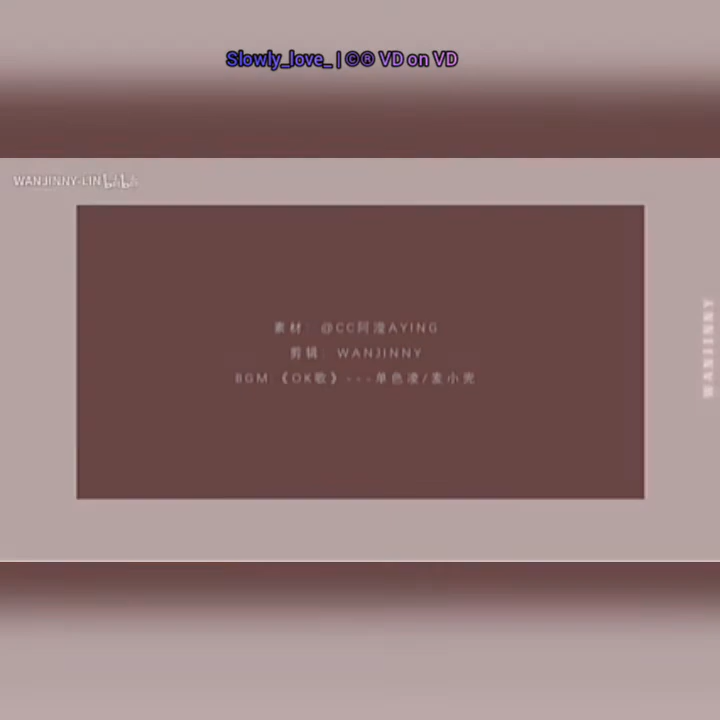 Slowly_love_ | ©® VD on VD
WANJINNY-LIN bilibili
素材：@CC阿滢AYING
剪辑：WANJINNY
BGM 《OK歌》---单色凌/麦小兜
WANJINNY